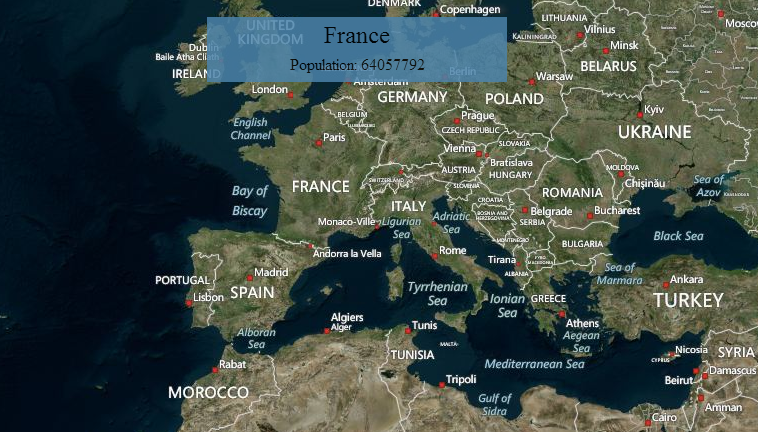 DENMARK
Copenhagen
LITHUANIA
UNITED
KINGDOM
France
Population: 64057792
Vilnius
Moscow
KALININGRAD
Minsk
Dublin
Baile Atha Cliath
IRELAND
BELARUS
Berlin
Warsaw
Amsterdam
London
GERMANY
POLAND
BELGIUM
Kyiv
English
Channel
Prague
CZECH REPUBLIC
UKRAINE
Paris
SLOVAKIA
Vienna
Bratislava
AUSTRIA
HUNGARY
MOLDOVA
Chișinău
FRANCE
SWITZERLAND
SLOVENIA
Sea of
Azov
Bay of
Biscay
ROMANIA
ITALY
CROATIA
BOSNIA AND
HERZEGOVINA
Belgrade
Bucharest
SERBIA
Monaco-Ville
Ligurian
Sea
Adriatic
Sea
MONTENEGRO
BULGARIA
Black Sea
Andorra la Vella
Rome
Tirana
FYRO
MACEDONIA
ALBANIA
Sea of
Marmara
Madrid
PORTUGAL
SPAIN
Lisbon
Tyrrhenian
Sea
Ionian
Sea
GREECE
Ankara
TURKEY
Athens
Aegean
Sea
Alboran
Sea
Algiers
Alger
Tunis
MALTA
TUNISIA
Nicosia
CYPRUS
SYRIA
Rabat
Mediterranean Sea
Damascus
Beirut
MOROCCO
Tripoli
Gulf of
Sidra
Amman
Cairo